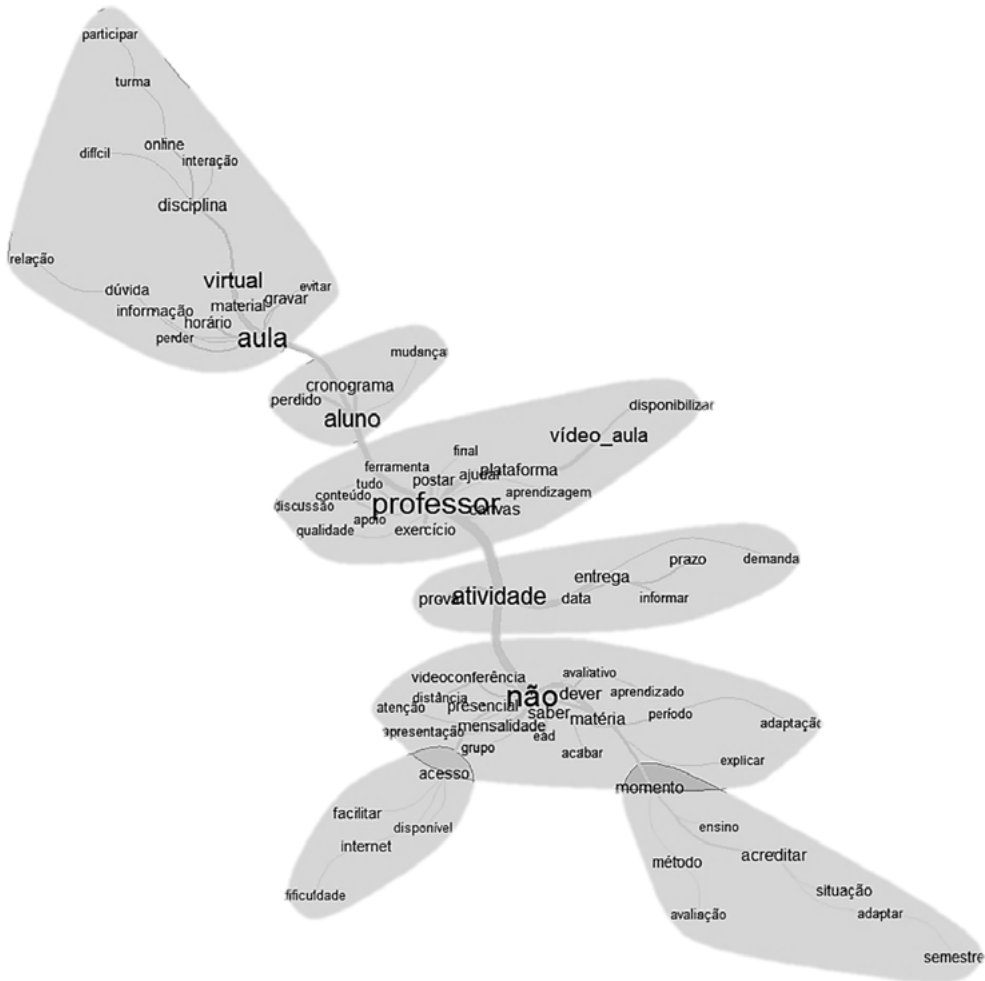 participar
turma
online
difícil
interação
disciplina
relação
virtual
dúvida
evitar
material
gravar
informação
horário
perder
aula
mudança
cronograma
perdido
aluno
disponibilizar
vídeo_aula
final
ferramenta
plataforma
ajudar
postar
tudo
aprendizagem
conteúdo
discussão
professor
canvas
apoio
qualidade
exercício
prazo
demanda
entrega
prova
atividade
data
informar
avaliativo
videoconferência
não
dever
aprendizado
distância
presencial
atenção
saber
matéria
período
adaptação
mensalidade
apresentação
ead
grupo
acabar
explicar
acesso
momento
facilitar
disponível
ensino
internet
acreditar
método
situação
fificuldade
avaliação
adaptar
semestre